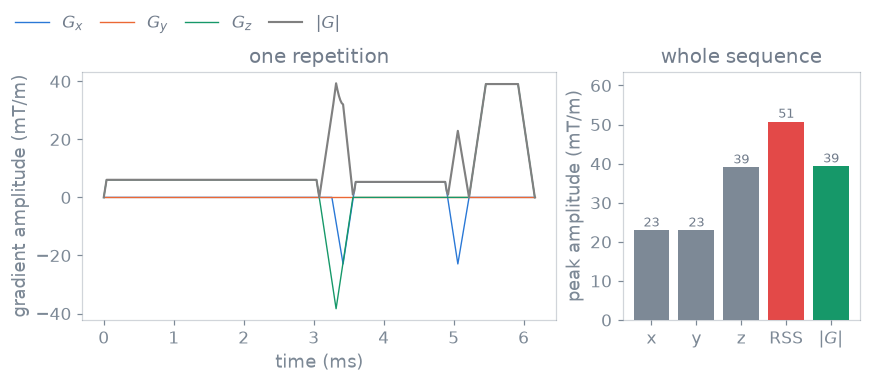 Gx Gy Gz |G|
one repetition
whole sequence
gradient amplitude (mT/m)
40
20
0
−20
−40
0 1 2 3 4 5 6
time (ms)
peak amplitude (mT/m)
60
50
40
30
20
10
0
23 23 39 51 39
x y z RSS |G|